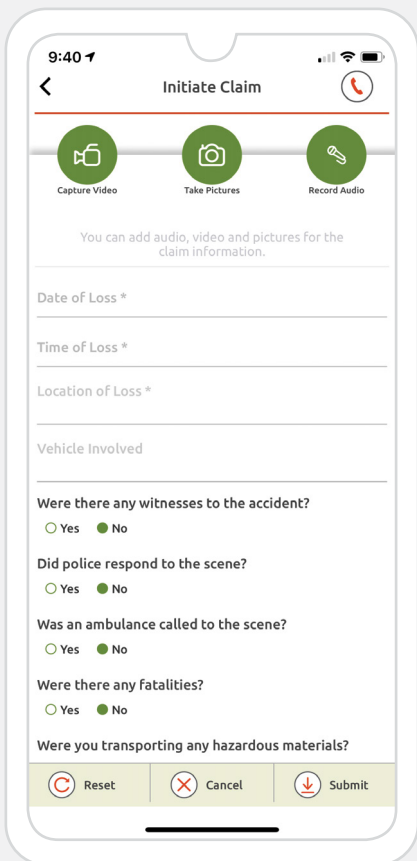 9:40
Initiate Claim
Capture Video
Take Pictures
Record Audio
You can add audio, video and pictures for the
claim information.
Date of Loss *
Time of Loss *
Location of Loss *
Vehicle Involved
Were there any witnesses to the accident?
Yes No
Did police respond to the scene?
Yes No
Was an ambulance called to the scene?
Yes No
Were there any fatalities?
Yes No
Were you transporting any hazardous materials?
Reset
Cancel
Submit